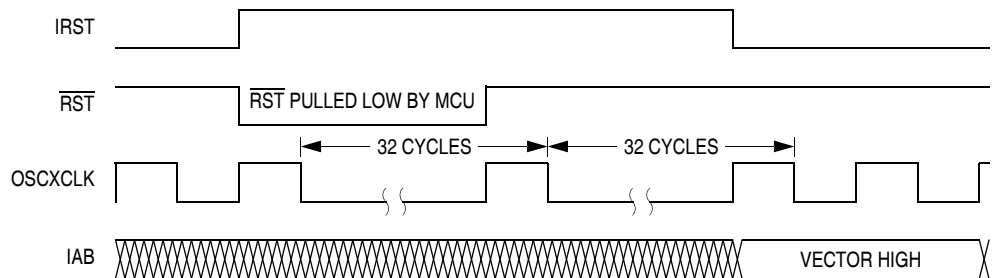 IRST
RST
RST PULLED LOW BY MCU
32 CYCLES
32 CYCLES
OSCXCLK
IAB
VECTOR HIGH